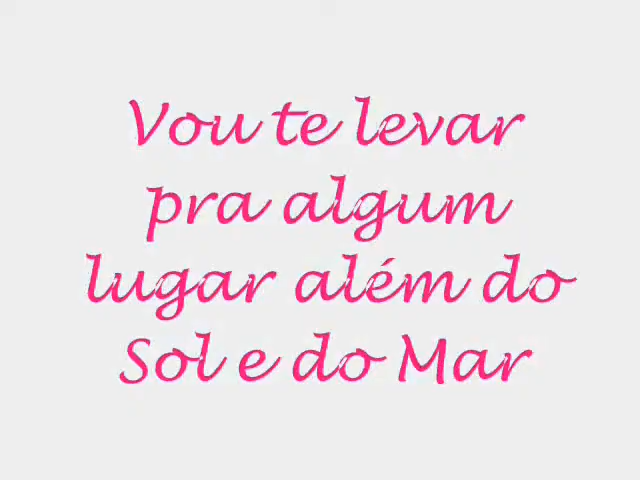 Vou te levar
pra algum
lugar além do
Sol e do Mar